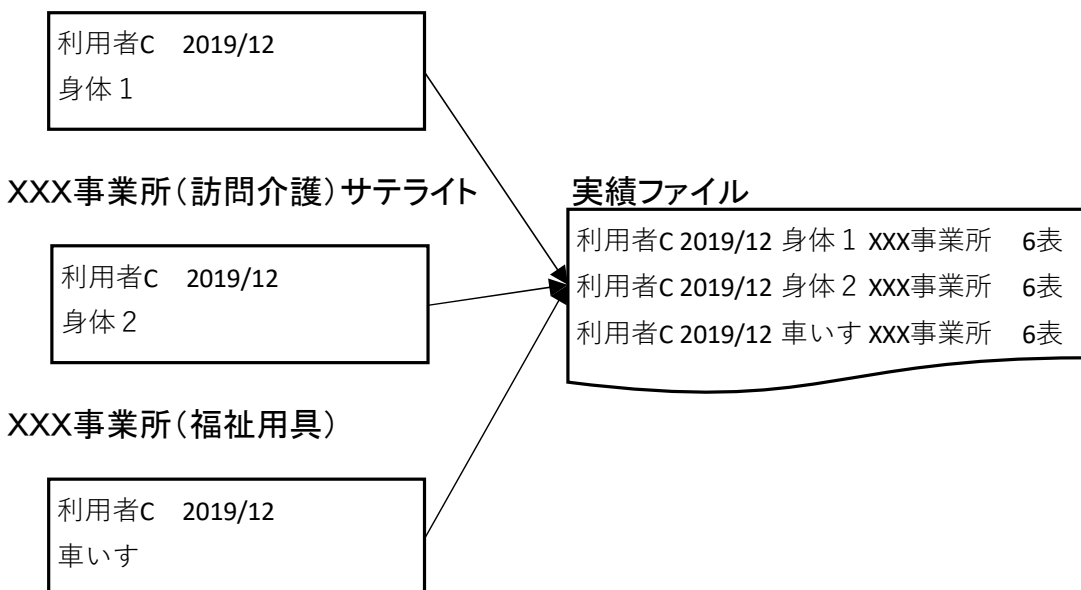 利用者C　2019/12
身体１
XXX事業所（訪問介護）サテライト
利用者C　2019/12
身体２
XXX事業所（福祉用具）
利用者C　2019/12
車いす
実績ファイル
利用者C 2019/12 身体１ XXX事業所　6表
利用者C 2019/12 身体２ XXX事業所　6表
利用者C 2019/12 車いす XXX事業所　6表